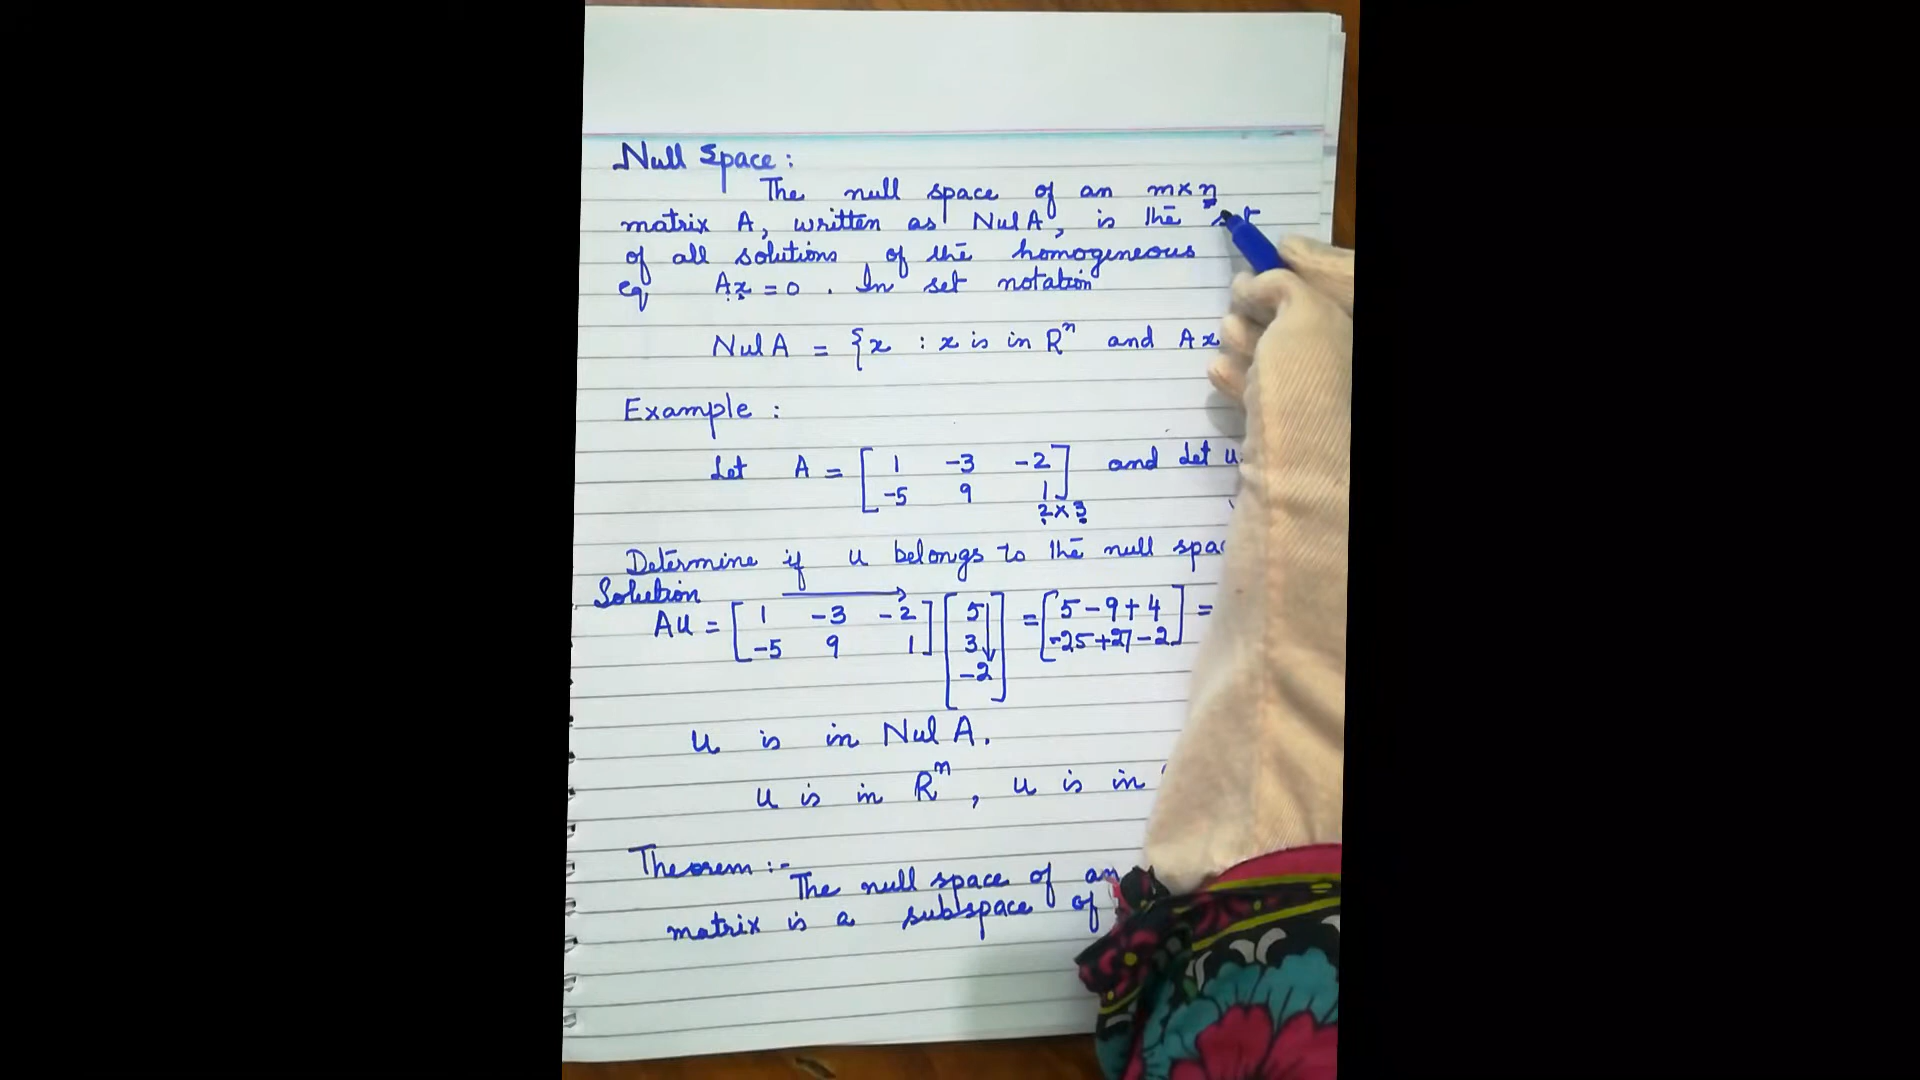 Null Space:
The null space of an m×n
matrix A, written as Nul A, is the set
of all solutions of the homogeneous
eq Ax = 0. In set notation
Nul A = {x : x is in Rⁿ and Ax
Example:
Let A = [1 -3 -2 and let u
-5 9 1]
2×3
Determine if u belongs to the null spac
Solution
Au = [1 -3 -2 [5 = [5-9+4 =
-5 9 1] 3 -25+27-2]
-2]
u is in Nul A.
u is in Rⁿ, u is in
Theorem:-
The null space of an
matrix is a subspace of